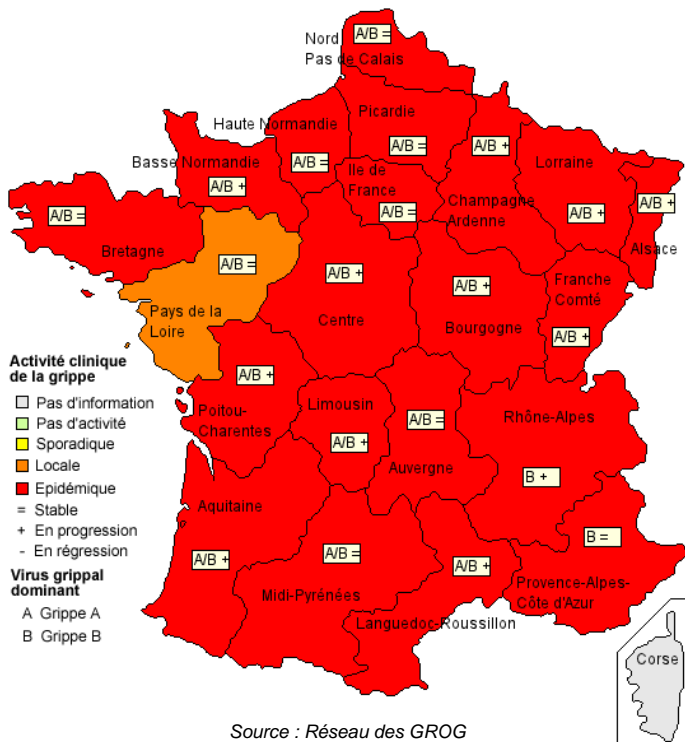 Nord
Pas de Calais
A/B =
Haute Normandie
A/B =
Picardie
A/B =
A/B +
Champagne
Ardenne
Lorraine
A/B +
A/B +
Alsace
Basse Normandie
A/B +
Ile de
France
A/B =
A/B =
Bretagne
A/B =
Pays de la
Loire
A/B +
Centre
A/B +
Bourgogne
Franche
Comté
A/B +
A/B +
Poitou-
Charentes
Limousin
A/B +
A/B =
Auvergne
Rhône-Alpes
B +
Aquitaine
A/B +
A/B =
Midi-Pyrénées
A/B +
Languedoc-Roussillon
B =
Provence-Alpes-
Côte d'Azur
Corse
Activité clinique
de la grippe
Pas d'information
Pas d'activité
Sporadique
Locale
Epidémique
= Stable
+ En progression
- En régression
Virus grippal
dominant
A Grippe A
B Grippe B
Source : Réseau des GROG